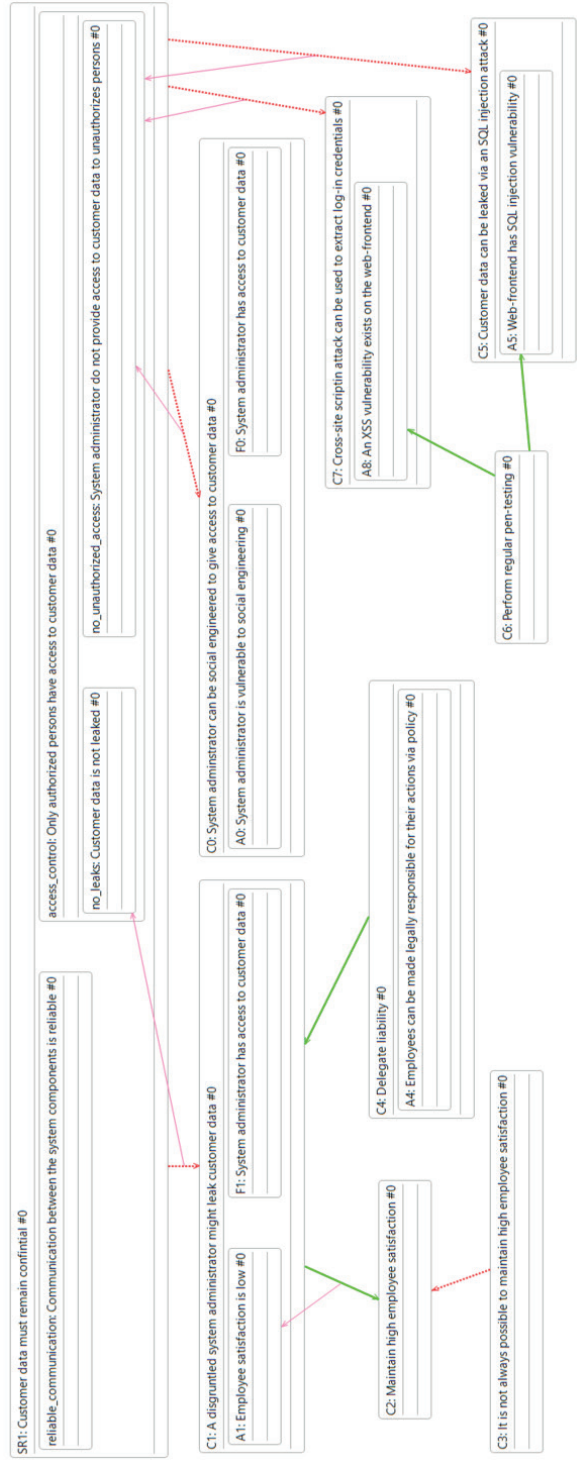 SR1: Customer data must remain confintial #0
reliable_communication: Communication between the system components is reliable #0
access_control: Only authorized persons have access to customer data #0
no_leaks: Customer data is not leaked #0
no_unauthorized_access: System administrator do not provide access to customer data to unauthorizes persons #0
C1: A disgruntled system administrator might leak customer data #0
A1: Employee satisfaction is low #0
F1: System administrator has access to customer data #0
C0: System adminstrator can be social engineered to give access to customer data #0
A0: System administrator is vulnerable to social engineering #0
F0: System administrator has access to customer data #0
C2: Maintain high employee satisfaction #0
C4: Delegate liability #0
A4: Employees can be made legally responsible for their actions via policy #0
C7: Cross-site scriptin attack can be used to extract log-in credentials #0
A8: An XSS vulnerability exists on the web-frontend #0
C3: It is not always possible to maintain high employee satisfaction #0
C6: Perform regular pen-testing #0
C5: Customer data can be leaked via an SQL injection attack #0
A5: Web-frontend has SQL injection vulnerability #0